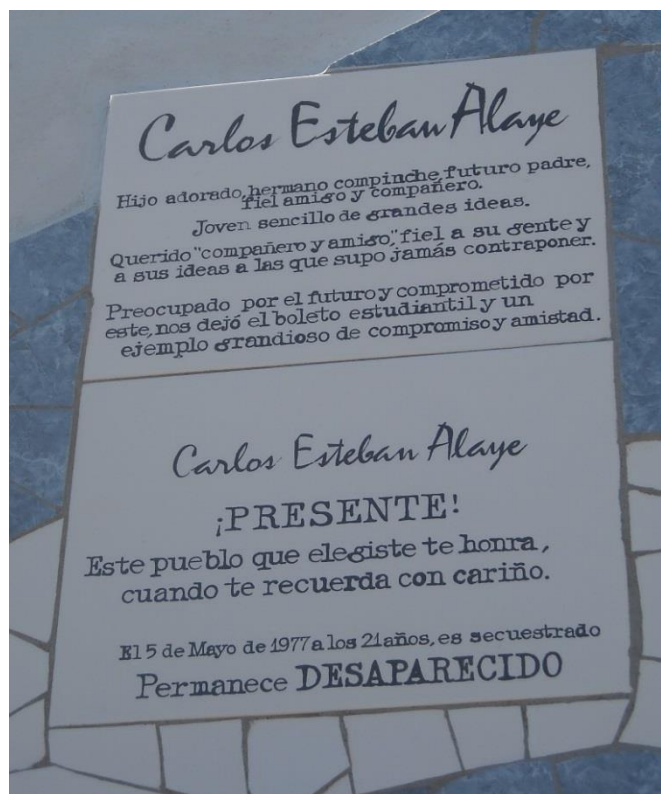 Carlos Esteban Alaye
Hijo adorado, hermano compinche, futuro padre,
fiel amigo y compañero.
Joven sencillo de grandes ideas.
Querido "compañero y amigo," fiel a su gente y
a sus ideas a las que supo jamás contraponer.
Preocupado por el futuro y comprometido por
este, nos dejó el boleto estudiantil y un
ejemplo grandioso de compromiso y amistad.
Carlos Esteban Alaye
¡PRESENTE!
Este pueblo que elegiste te honra,
cuando te recuerda con cariño.
El 5 de Mayo de 1977 a los 21 años, es secuestrado
Permanece DESAPARECIDO